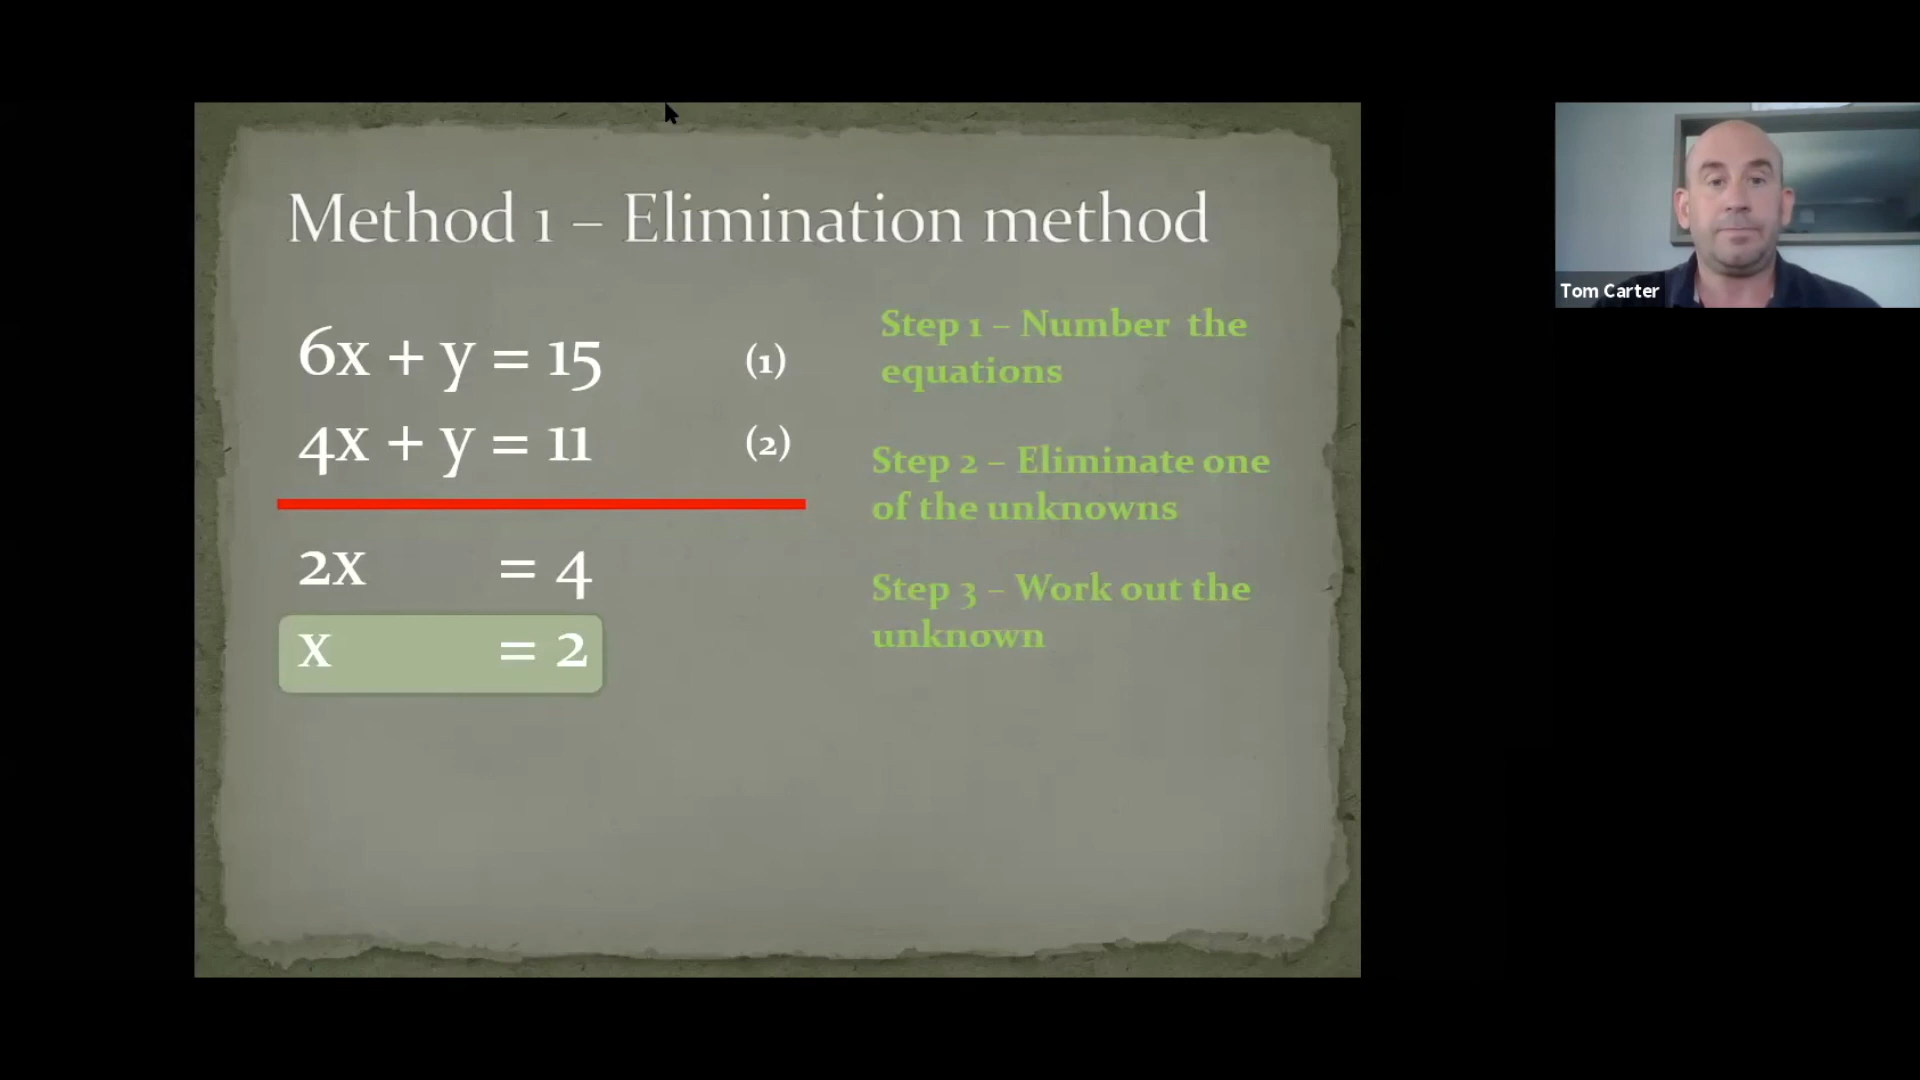 Method 1 – Elimination method
6x + y = 15 (1)
4x + y = 11 (2)
2x = 4
x = 2
Step 1 – Number the
equations
Step 2 – Eliminate one
of the unknowns
Step 3 – Work out the
unknown
Tom Carter